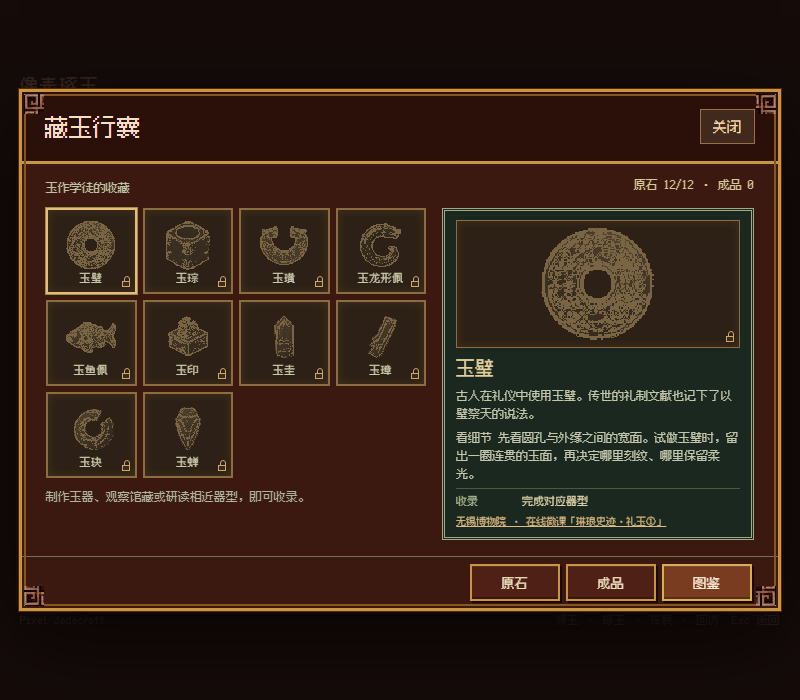 藏玉行囊
关闭
玉作学徒的收藏
原石 12/12 · 成品 0
玉璧
玉琮
玉璜
玉龙形佩
玉鱼佩
玉印
玉圭
玉璋
玉玦
玉蝉
制作玉器、观察馆藏或研读相近器型，即可收录。
玉璧
古人在礼仪中使用玉璧。传世的礼制文献也记下了以
璧祭天的说法。
看细节 先看圆孔与外缘之间的宽面。试做玉璧时，留
出一圈连贯的玉面，再决定哪里刻纹、哪里保留柔
光。
收录 完成对应器型
无锡博物院 · 在线微课「琳琅史迹·礼玉①」
原石
成品
图鉴
Pixel Jadecraft